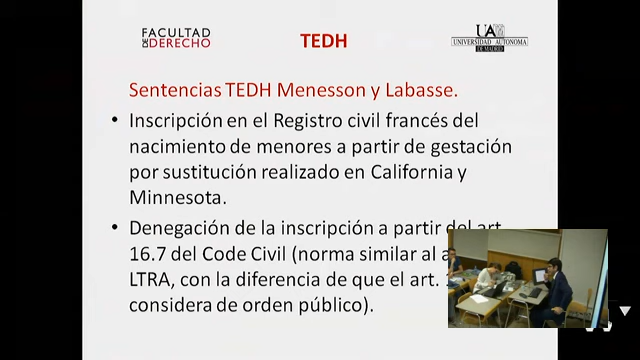 FACULTAD
DE DERECHO
TEDH
UA
UNIVERSIDAD AUTONOMA
DE MADRID
Sentencias TEDH Menesson y Labasse.
• Inscripción en el Registro civil francés del
nacimiento de menores a partir de gestación
por sustitución realizado en California y
Minnesota.
• Denegación de la inscripción a partir del art.
16.7 del Code Civil (norma similar al
LTRA, con la diferencia de que el art.
considera de orden público).